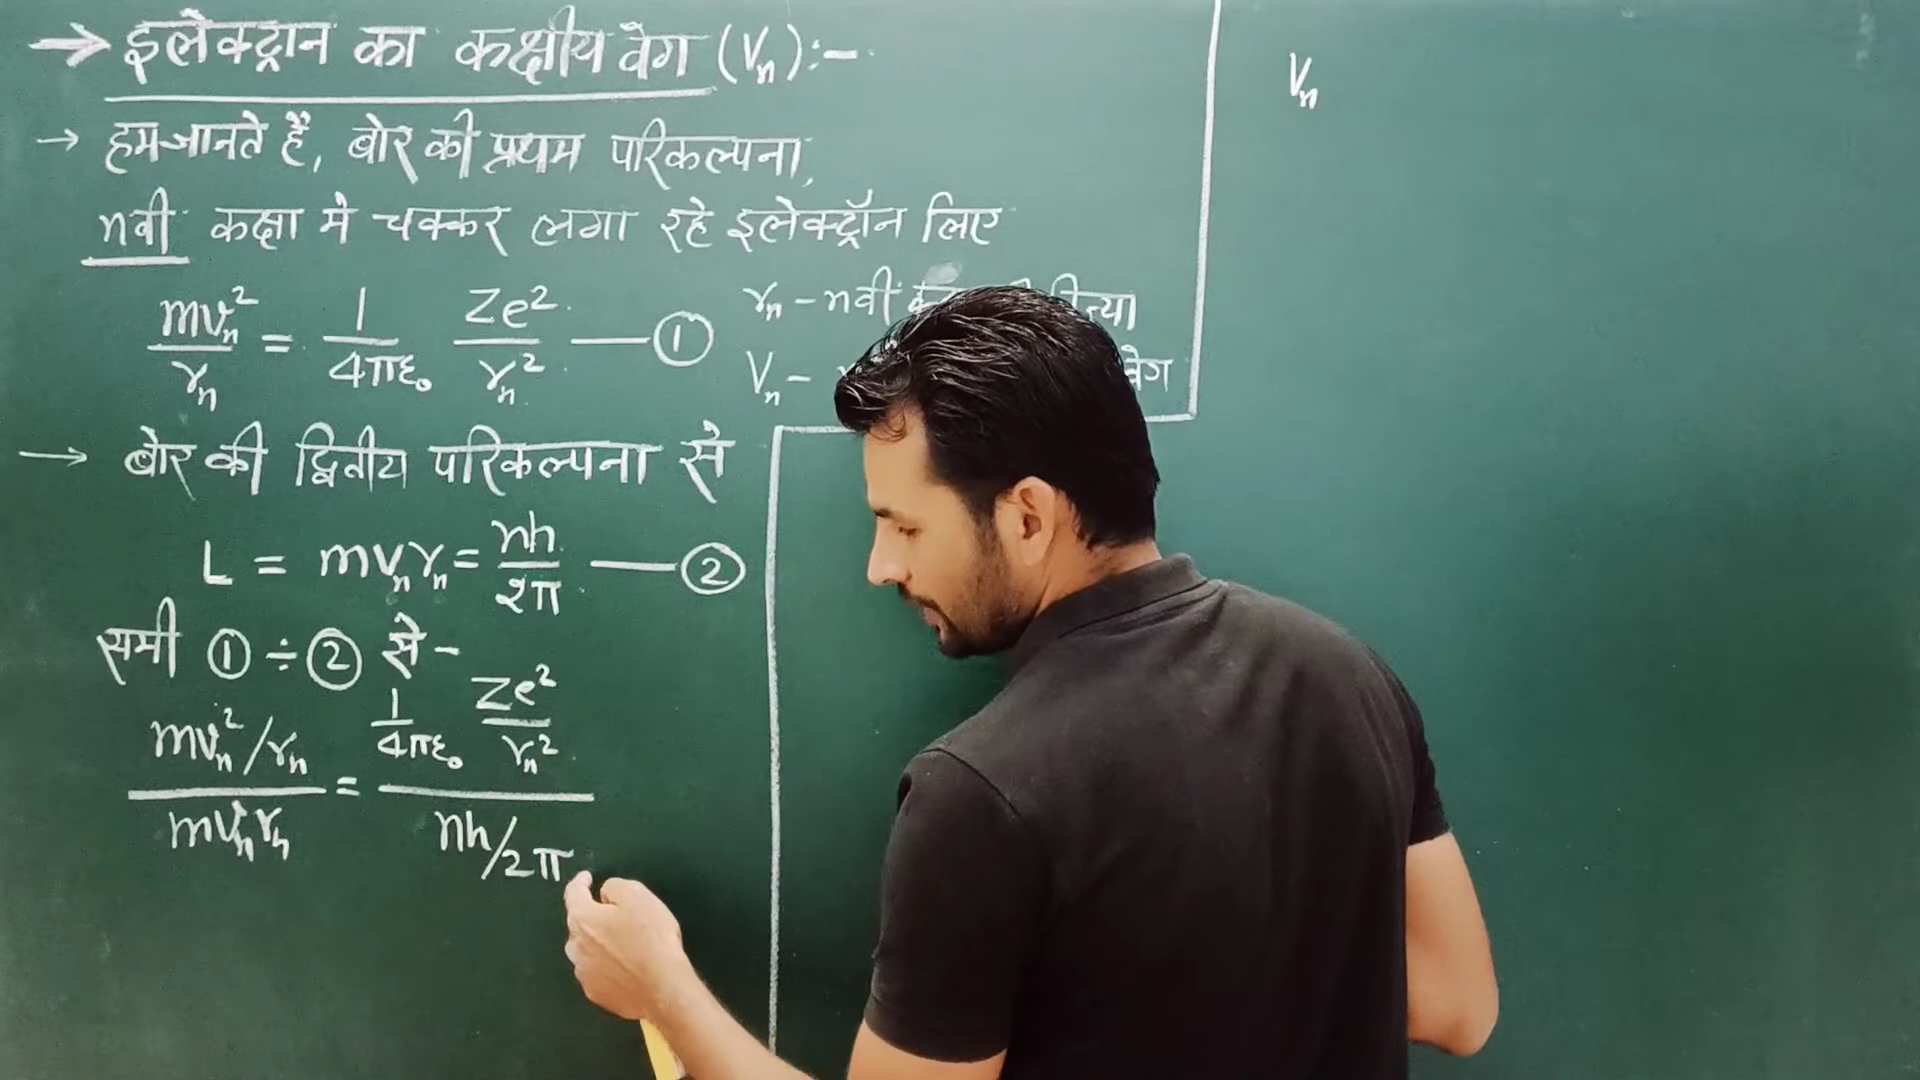 → इलेक्ट्रान का कक्षीय वेग (Vₙ):-
→ हम जानते हैं, बोर की प्रथम परिकल्पना,
nवी कक्षा मे चक्कर लगा रहे इलेक्ट्रॉन लिए
mvₙ²/rₙ = 1/4πε₀ Ze²/rₙ² — ①
rₙ - nवीं
Vₙ - वेग
→ बोर की द्वितीय परिकल्पना से
L = mvₙrₙ = nh/2π — ②
समी ① ÷ ② से -
(mvₙ²/rₙ)/(mvₙrₙ) = (1/4πε₀ Ze²/rₙ²)/(nh/2π)
Vₙ